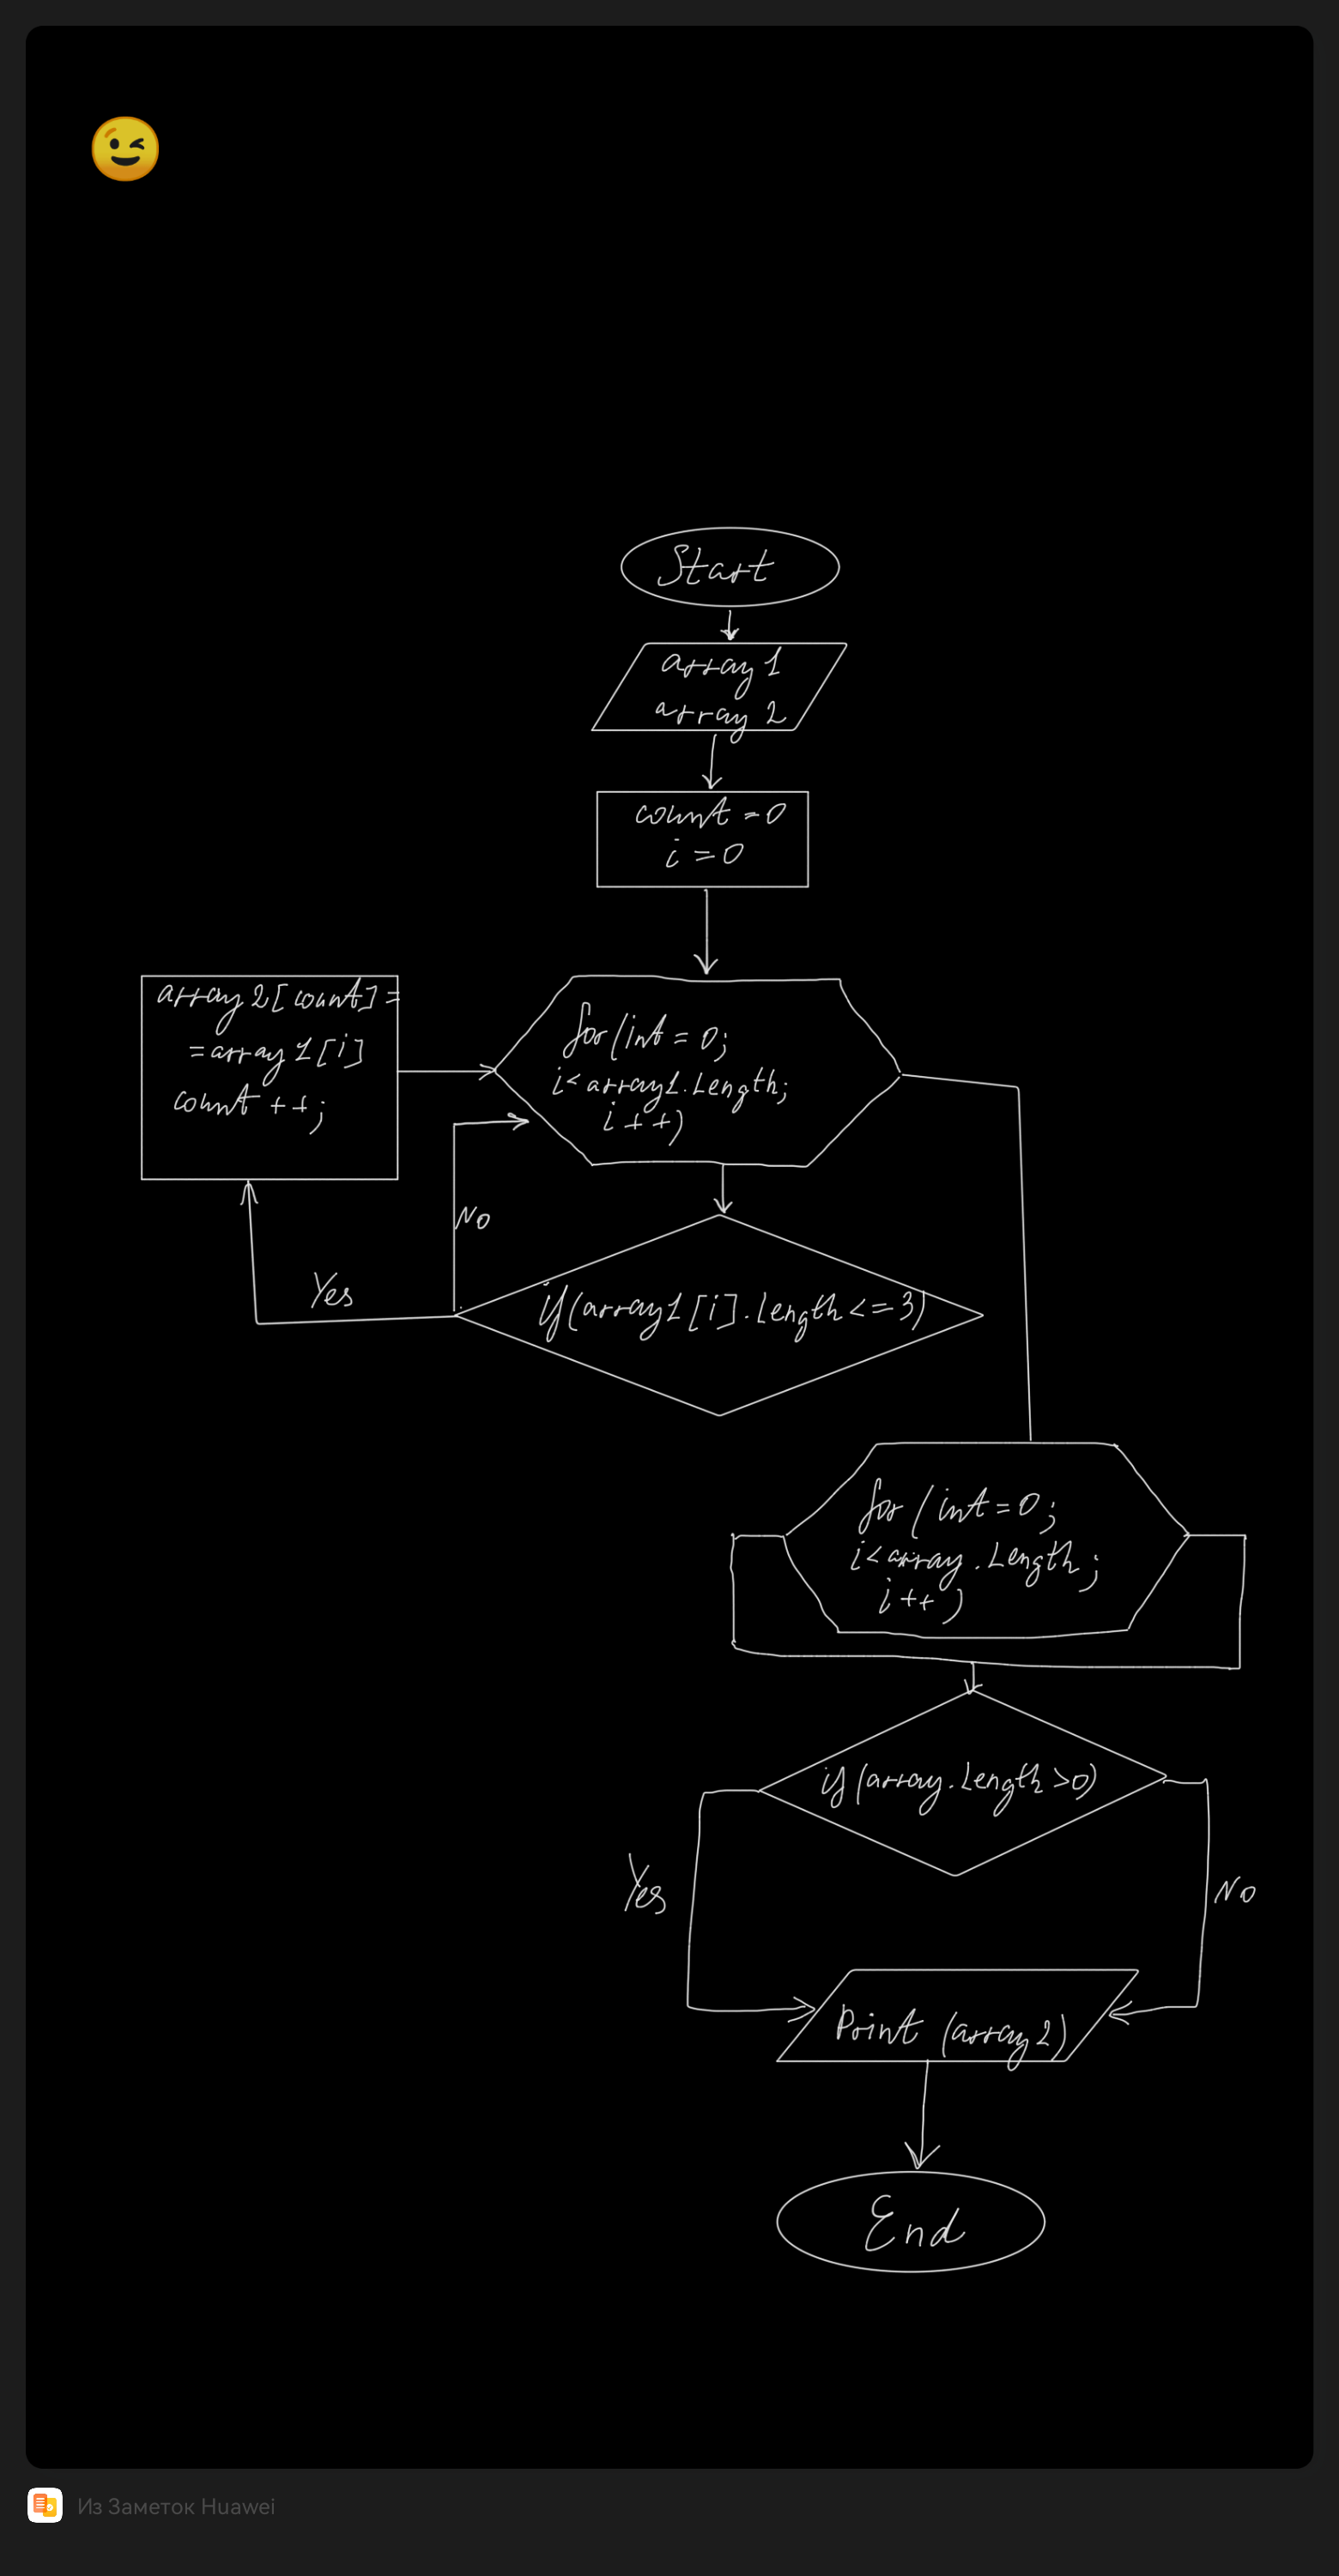 Start
array 1
array 2
count = 0
i = 0
array 2 [count] =
= array 1 [i]
count ++;
for (int = 0;
i < array1.Length;
i ++)
No
Yes
if (array1 [i].Length <= 3)
for (int = 0;
i < array.Length;
i ++)
if (array.Length > 0)
Yes
No
Print (array 2)
End
Из Заметок Huawei